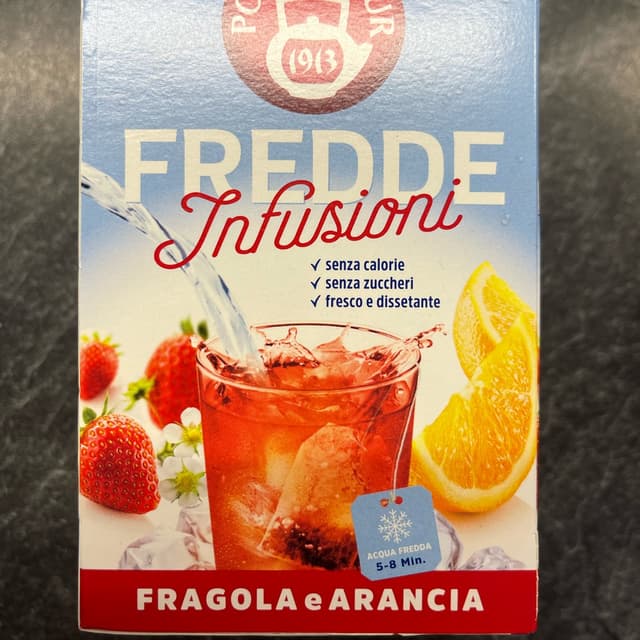 1913
FREDDE
Infusioni
✓ senza calorie
✓ senza zuccheri
✓ fresco e dissetante
ACQUA FREDDA
5-8 Min.
FRAGOLA e ARANCIA